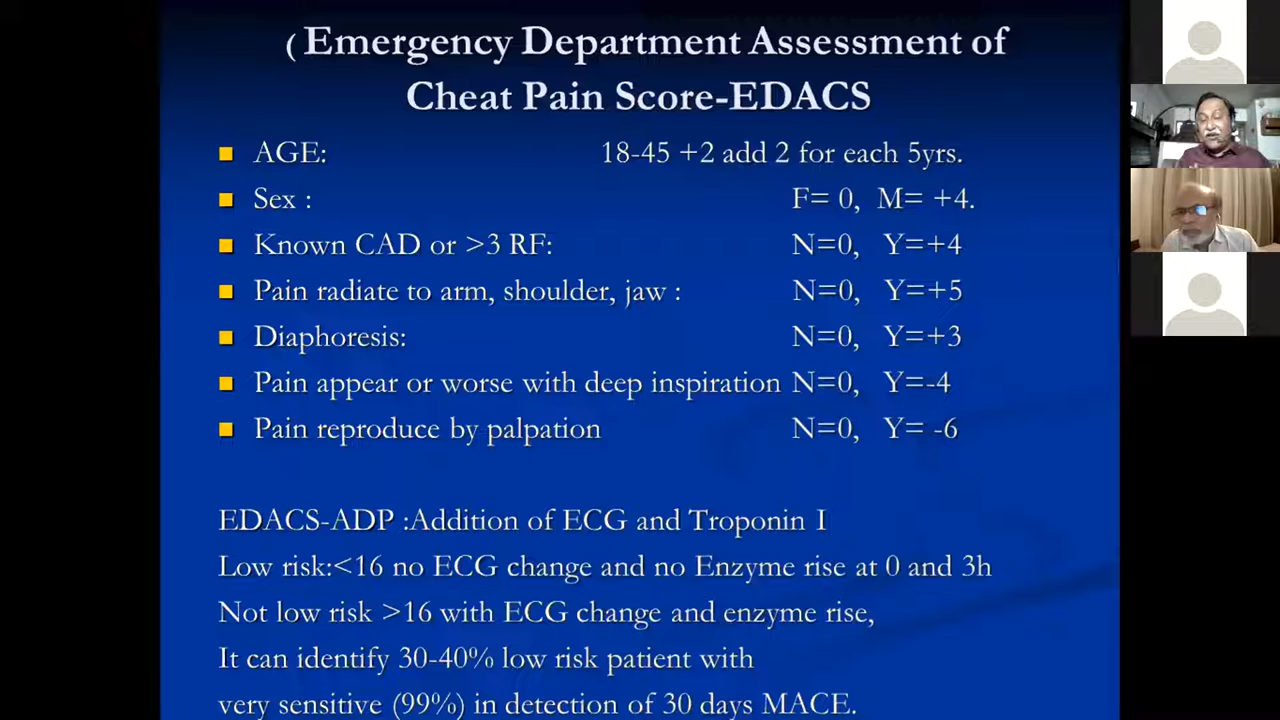 ( Emergency Department Assessment of
Cheat Pain Score-EDACS
AGE: 18-45 +2 add 2 for each 5yrs.
Sex : F= 0, M= +4.
Known CAD or >3 RF: N=0, Y=+4
Pain radiate to arm, shoulder, jaw : N=0, Y=+5
Diaphoresis: N=0, Y=+3
Pain appear or worse with deep inspiration N=0, Y=-4
Pain reproduce by palpation N=0, Y= -6
EDACS-ADP :Addition of ECG and Troponin I
Low risk:<16 no ECG change and no Enzyme rise at 0 and 3h
Not low risk >16 with ECG change and enzyme rise,
It can identify 30-40% low risk patient with
very sensitive (99%) in detection of 30 days MACE.